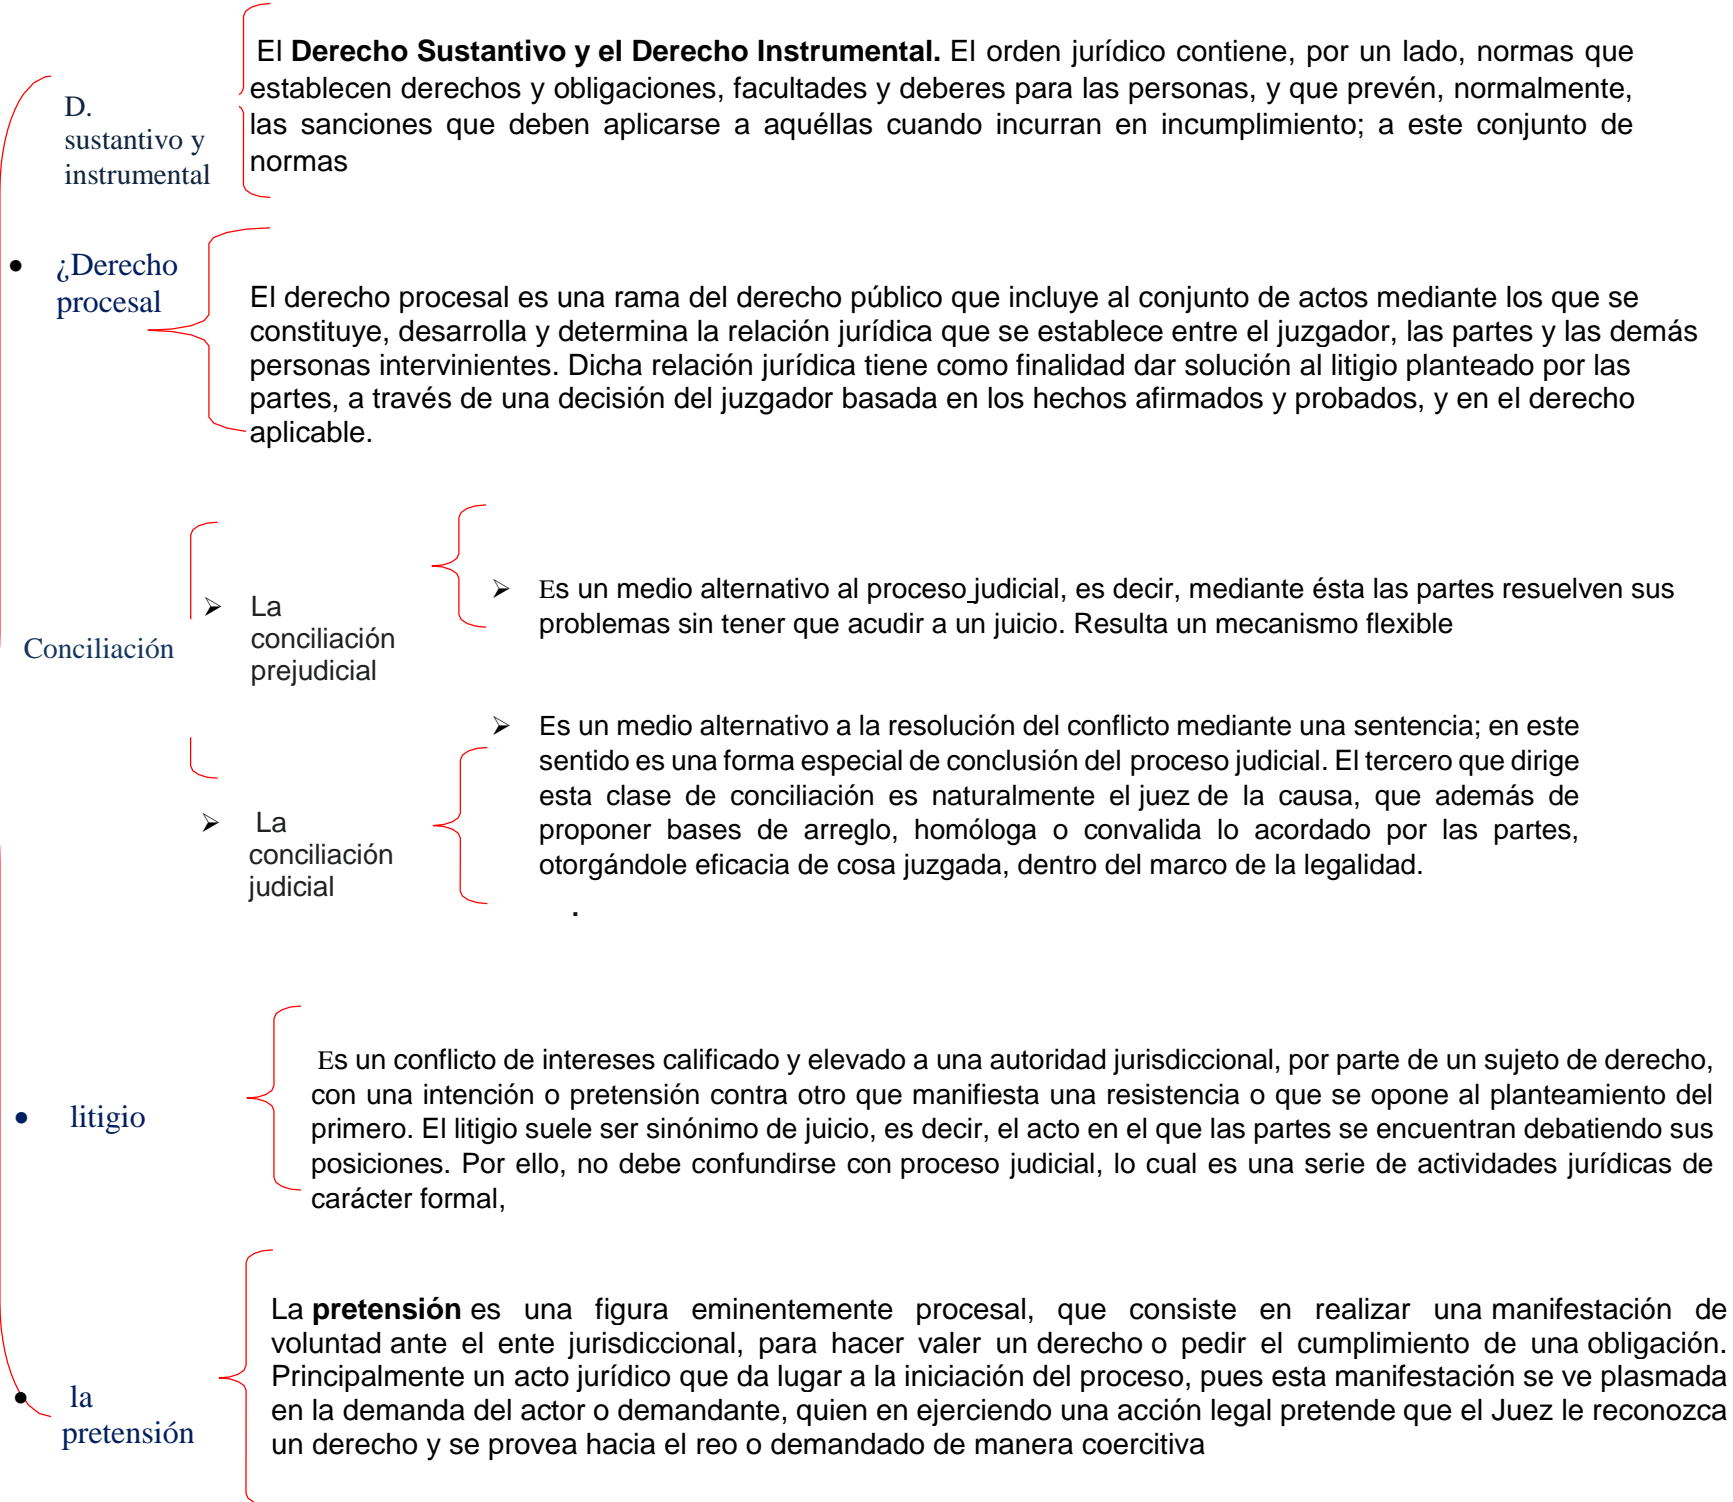 D.
sustantivo y
instrumental
El Derecho Sustantivo y el Derecho Instrumental. El orden jurídico contiene, por un lado, normas que
establecen derechos y obligaciones, facultades y deberes para las personas, y que prevén, normalmente,
las sanciones que deben aplicarse a aquéllas cuando incurran en incumplimiento; a este conjunto de
normas
• ¿Derecho
procesal
El derecho procesal es una rama del derecho público que incluye al conjunto de actos mediante los que se
constituye, desarrolla y determina la relación jurídica que se establece entre el juzgador, las partes y las demás
personas intervinientes. Dicha relación jurídica tiene como finalidad dar solución al litigio planteado por las
partes, a través de una decisión del juzgador basada en los hechos afirmados y probados, y en el derecho
aplicable.
Conciliación
➢ La
conciliación
prejudicial
➢ Es un medio alternativo al proceso judicial, es decir, mediante ésta las partes resuelven sus
problemas sin tener que acudir a un juicio. Resulta un mecanismo flexible
➢ La
conciliación
judicial
➢ Es un medio alternativo a la resolución del conflicto mediante una sentencia; en este
sentido es una forma especial de conclusión del proceso judicial. El tercero que dirige
esta clase de conciliación es naturalmente el juez de la causa, que además de
proponer bases de arreglo, homóloga o convalida lo acordado por las partes,
otorgándole eficacia de cosa juzgada, dentro del marco de la legalidad.
.
• litigio
Es un conflicto de intereses calificado y elevado a una autoridad jurisdiccional, por parte de un sujeto de derecho,
con una intención o pretensión contra otro que manifiesta una resistencia o que se opone al planteamiento del
primero. El litigio suele ser sinónimo de juicio, es decir, el acto en el que las partes se encuentran debatiendo sus
posiciones. Por ello, no debe confundirse con proceso judicial, lo cual es una serie de actividades jurídicas de
carácter formal,
• la
pretensión
La pretensión es una figura eminentemente procesal, que consiste en realizar una manifestación de
voluntad ante el ente jurisdiccional, para hacer valer un derecho o pedir el cumplimiento de una obligación.
Principalmente un acto jurídico que da lugar a la iniciación del proceso, pues esta manifestación se ve plasmada
en la demanda del actor o demandante, quien en ejerciendo una acción legal pretende que el Juez le reconozca
un derecho y se provea hacia el reo o demandado de manera coercitiva